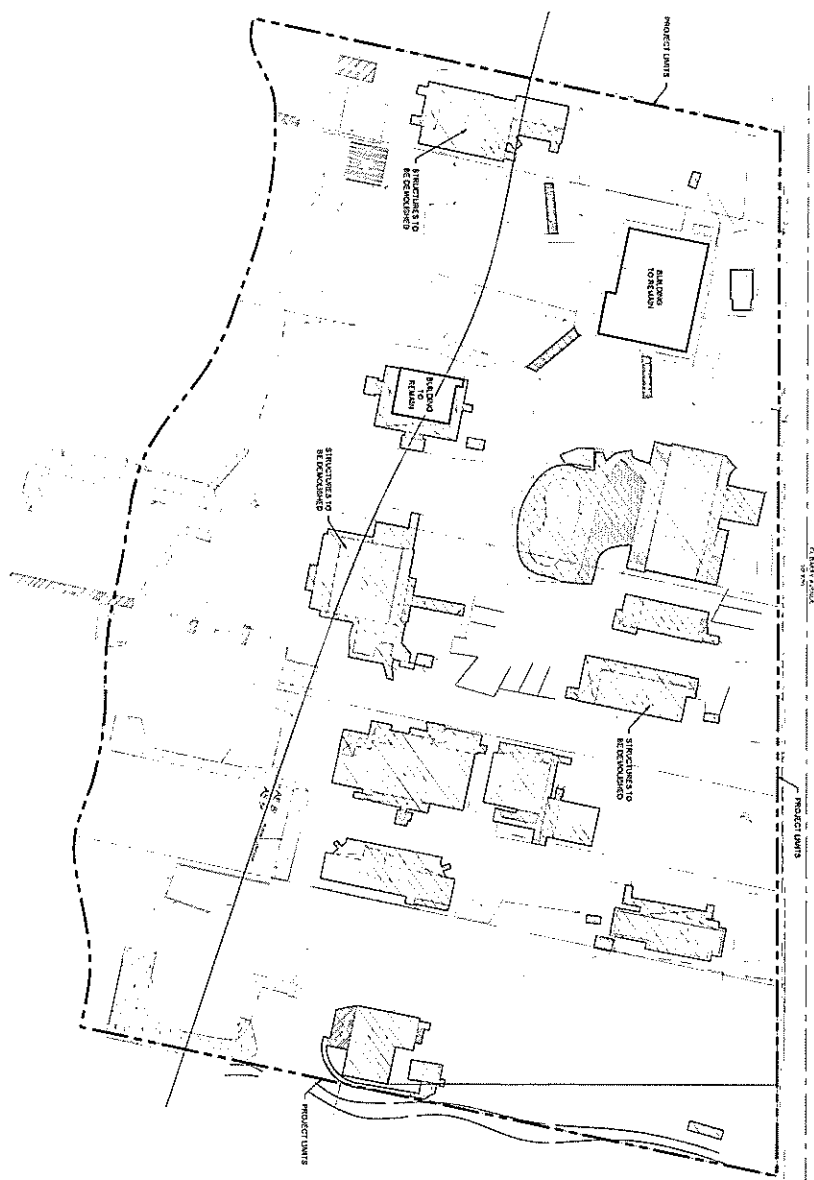 PROJECT LIMITS
STRUCTURES TO
BE DEMOLISHED
BUILDING
TO REMAIN
BUILDING
TO
REMAIN
STRUCTURES TO
BE DEMOLISHED
STRUCTURES TO
BE DEMOLISHED
PROJECT LIMITS
PROJECT LIMITS